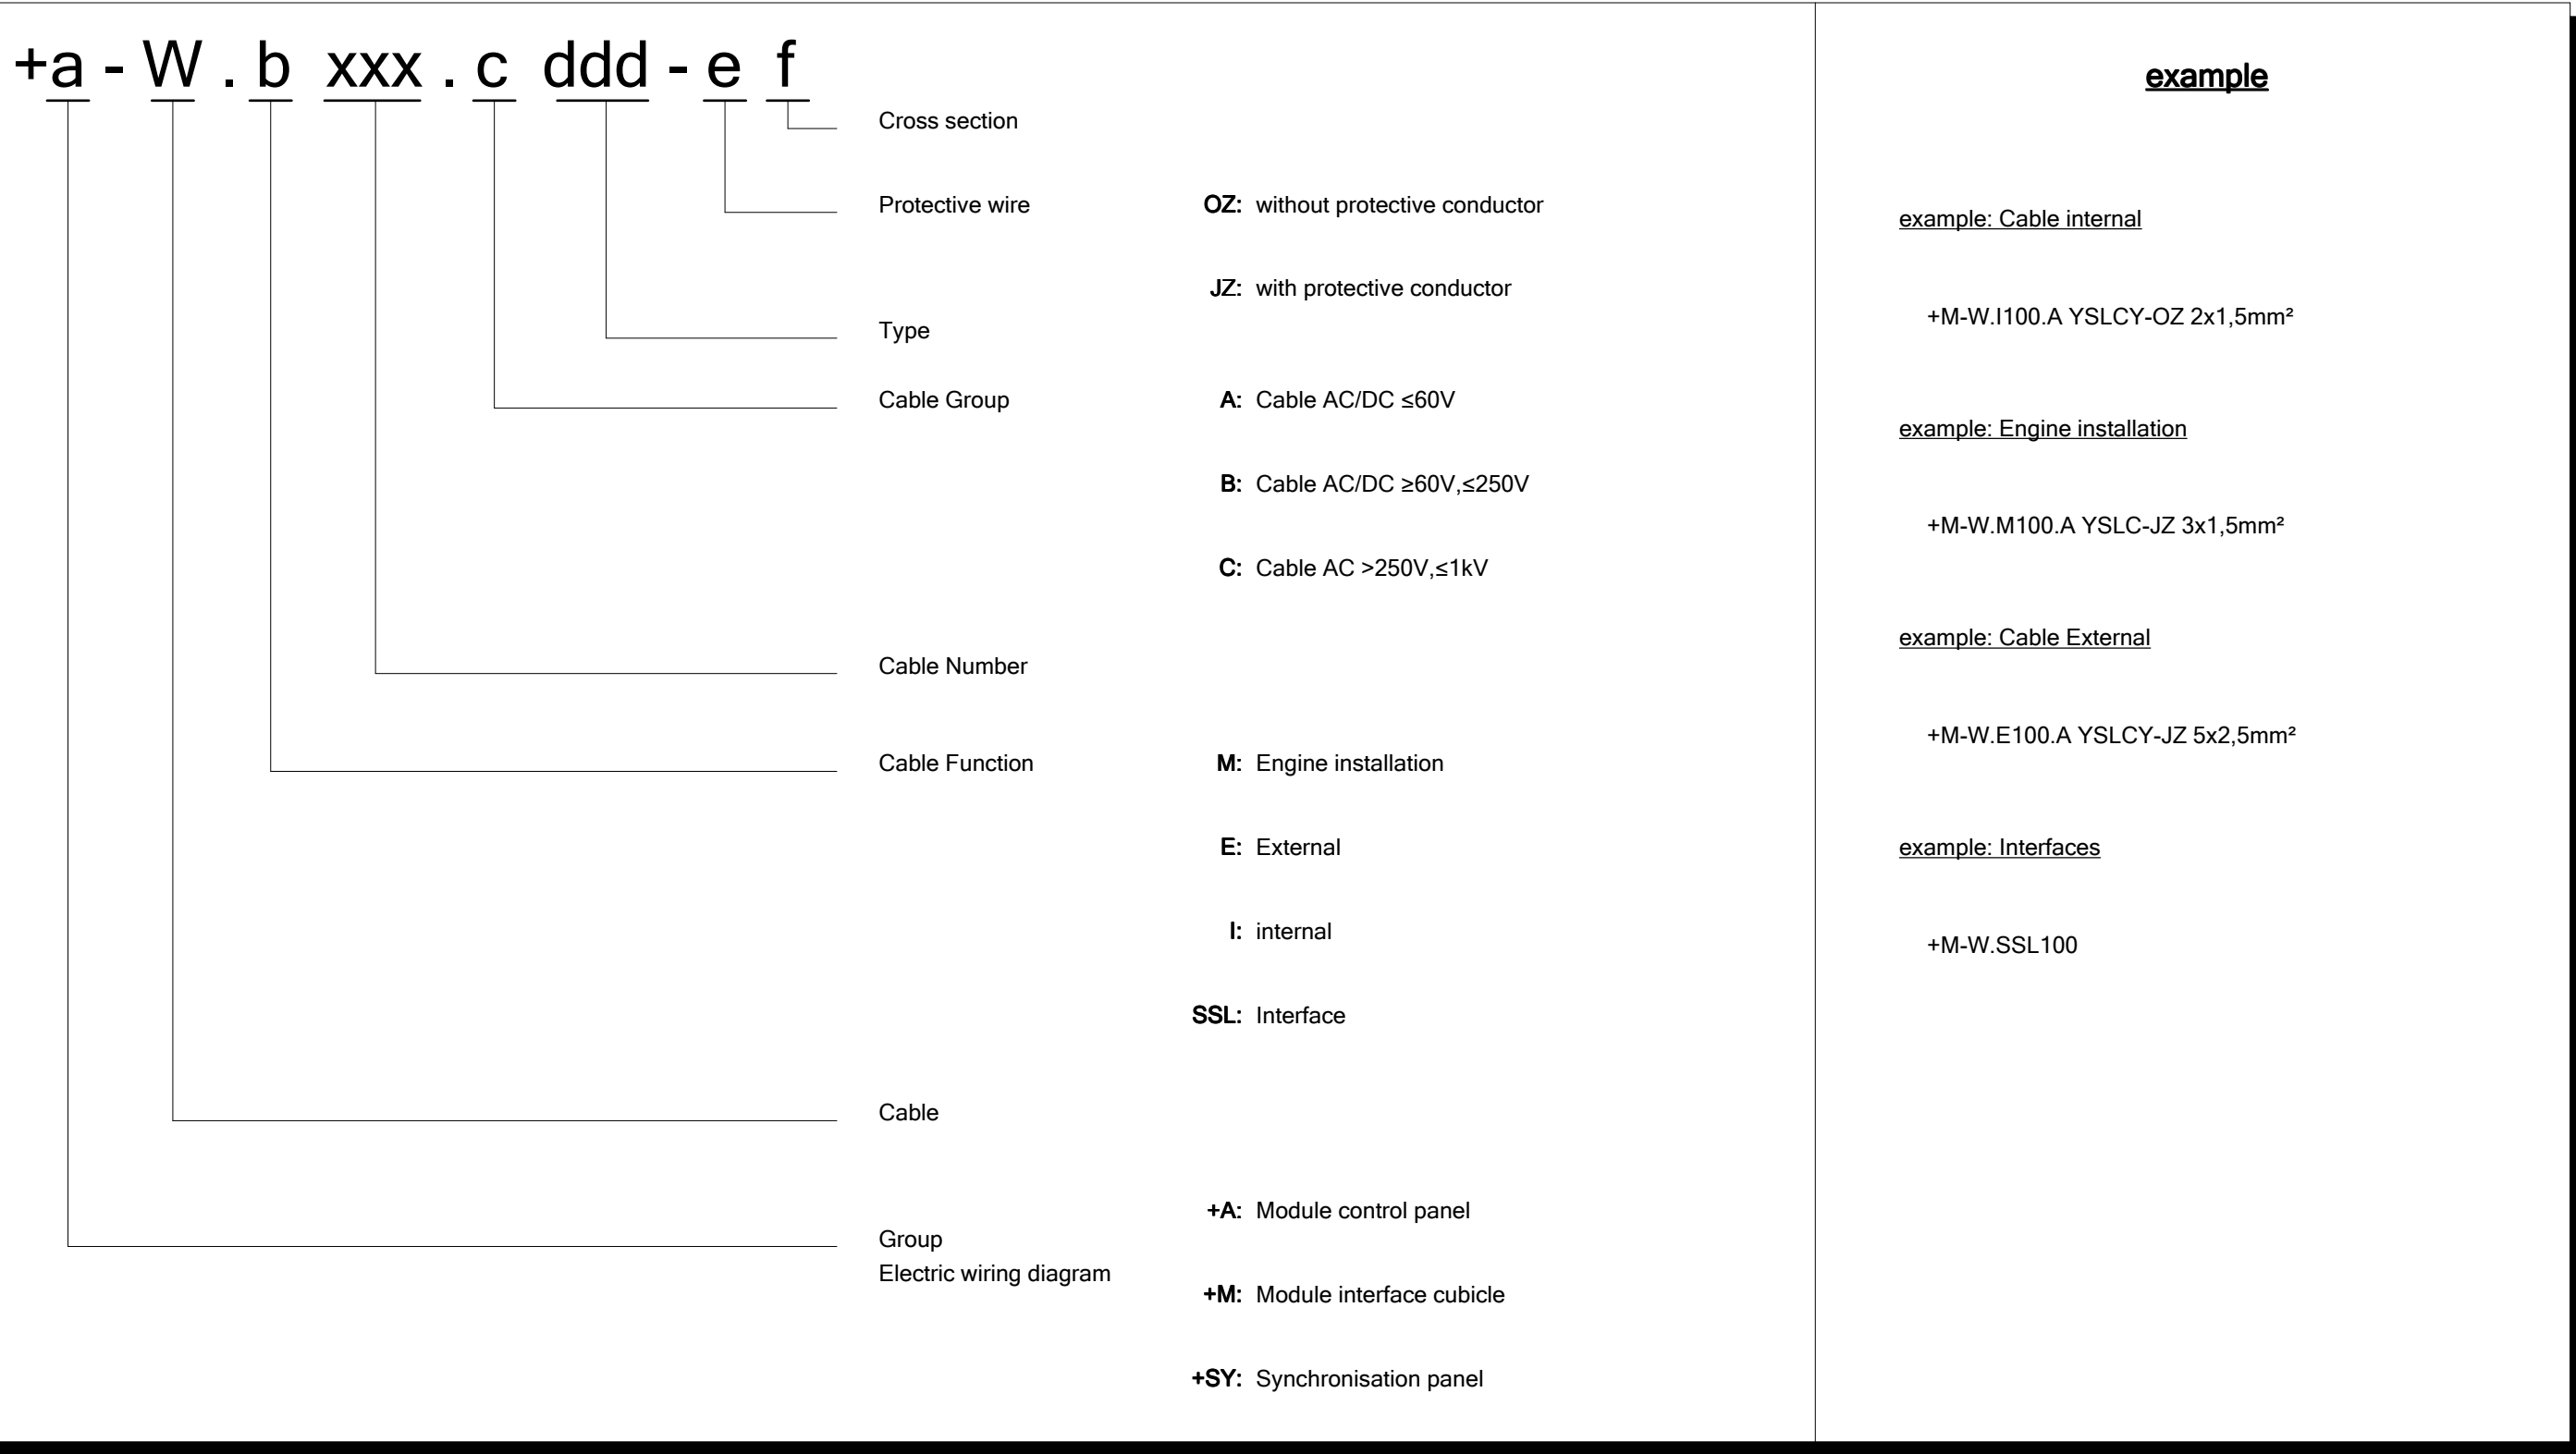 +a - W . b xxx . c ddd - e f
Cross section
Protective wire OZ: without protective conductor
JZ: with protective conductor
Type
Cable Group A: Cable AC/DC ≤60V
B: Cable AC/DC ≥60V,≤250V
C: Cable AC >250V,≤1kV
Cable Number
Cable Function M: Engine installation
E: External
I: internal
SSL: Interface
Cable
+A: Module control panel
Group
Electric wiring diagram
+M: Module interface cubicle
+SY: Synchronisation panel
example
example: Cable internal
+M-W.I100.A YSLCY-OZ 2x1,5mm²
example: Engine installation
+M-W.M100.A YSLC-JZ 3x1,5mm²
example: Cable External
+M-W.E100.A YSLCY-JZ 5x2,5mm²
example: Interfaces
+M-W.SSL100